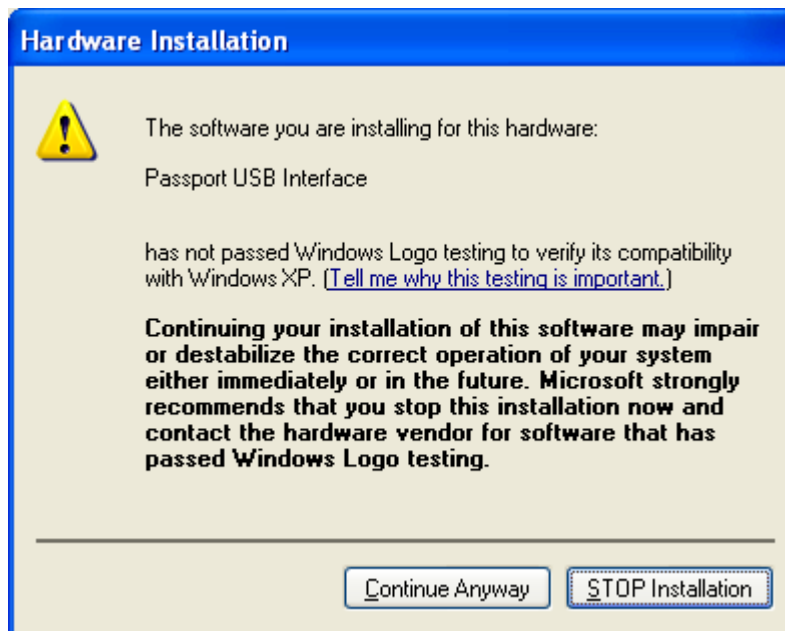 Hardware Installation
The software you are installing for this hardware:
Passport USB Interface
has not passed Windows Logo testing to verify its compatibility
with Windows XP. (Tell me why this testing is important.)
Continuing your installation of this software may impair
or destabilize the correct operation of your system
either immediately or in the future. Microsoft strongly
recommends that you stop this installation now and
contact the hardware vendor for software that has
passed Windows Logo testing.
Continue Anyway
STOP Installation